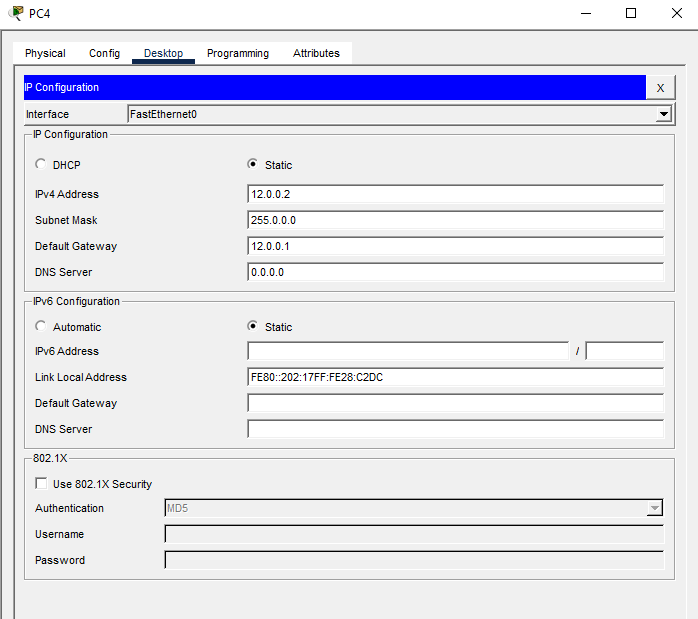 PC4
Physical Config Desktop Programming Attributes
IP Configuration X
Interface FastEthernet0
IP Configuration
DHCP Static
IPv4 Address 12.0.0.2
Subnet Mask 255.0.0.0
Default Gateway 12.0.0.1
DNS Server 0.0.0.0
IPv6 Configuration
Automatic Static
IPv6 Address /
Link Local Address FE80::202:17FF:FE28:C2DC
Default Gateway
DNS Server
802.1X
Use 802.1X Security
Authentication MD5
Username
Password